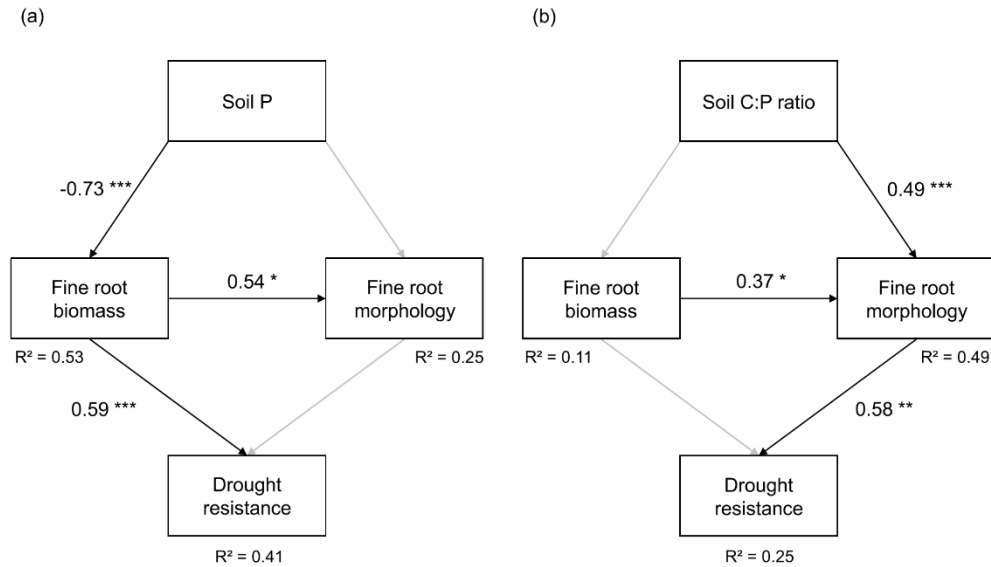 (a)
Soil P
-0.73 ***
Fine root
biomass
0.54 *
Fine root
morphology
R² = 0.53
R² = 0.25
0.59 ***
Drought
resistance
R² = 0.41
(b)
Soil C:P ratio
0.49 ***
Fine root
biomass
0.37 *
Fine root
morphology
R² = 0.11
R² = 0.49
0.58 **
Drought
resistance
R² = 0.25